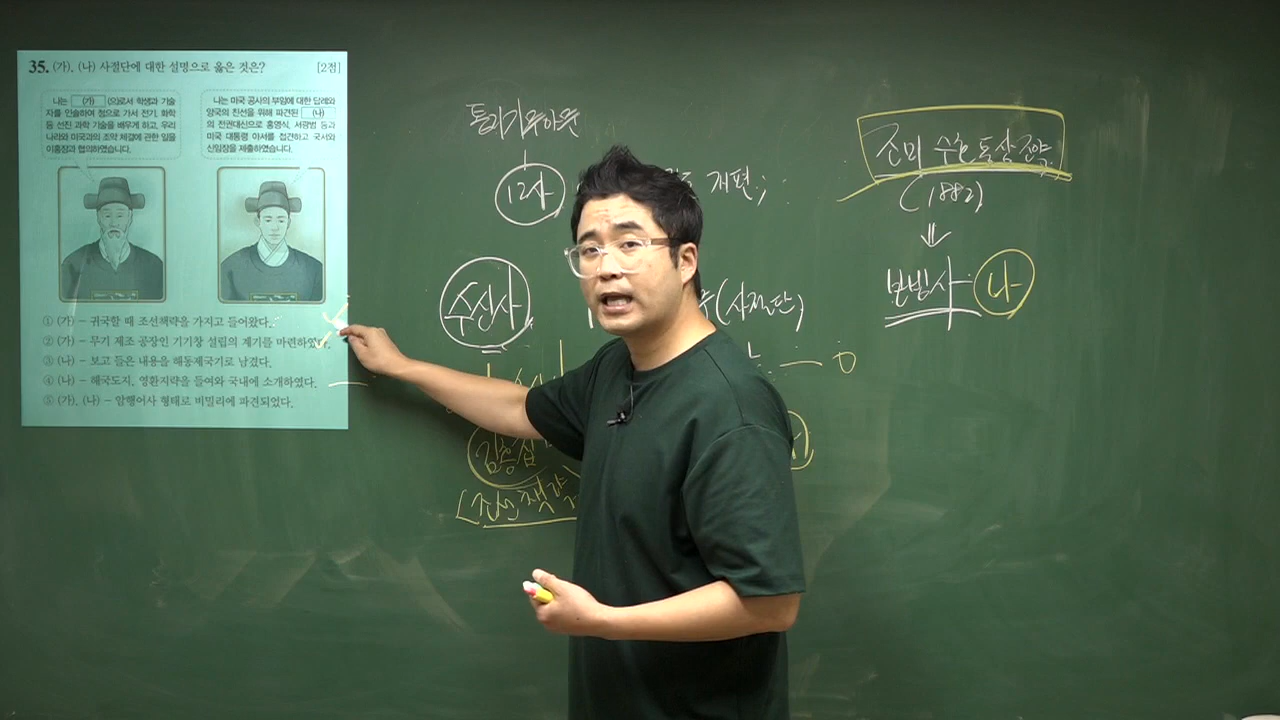 35. (가), (나) 사절단에 대한 설명으로 옳은 것은? [2점]
나는 (가) (으)로서 학생과 기술
자를 인솔하여 청으로 가서 전기, 화학
등 선진 과학 기술을 배우게 하고, 우리
나라와 미국과의 조약 체결에 관한 일을
이홍장과 협의하였습니다.
나는 미국 공사의 부임에 대한 답례와
양국의 친선을 위해 파견된 (나)
의 전권대신으로 홍영식, 서광범 등과
미국 대통령 아서를 접견하고 국서와
신임장을 제출하였습니다.
① (가) – 귀국할 때 조선책략을 가지고 들어왔다.
② (가) – 무기 제조 공장인 기기창 설립의 계기를 마련하였다.
③ (나) – 보고 들은 내용을 해동제국기로 남겼다.
④ (나) – 해국도지, 영환지략을 들여와 국내에 소개하였다.
⑤ (가), (나) – 암행어사 형태로 비밀리에 파견되었다.
통리기무아문
12사
개편;
수신사
(사절단)
김홍집
(조선책략)
조미 수호 통상 조약
(1882)
⇓
보빙사 나